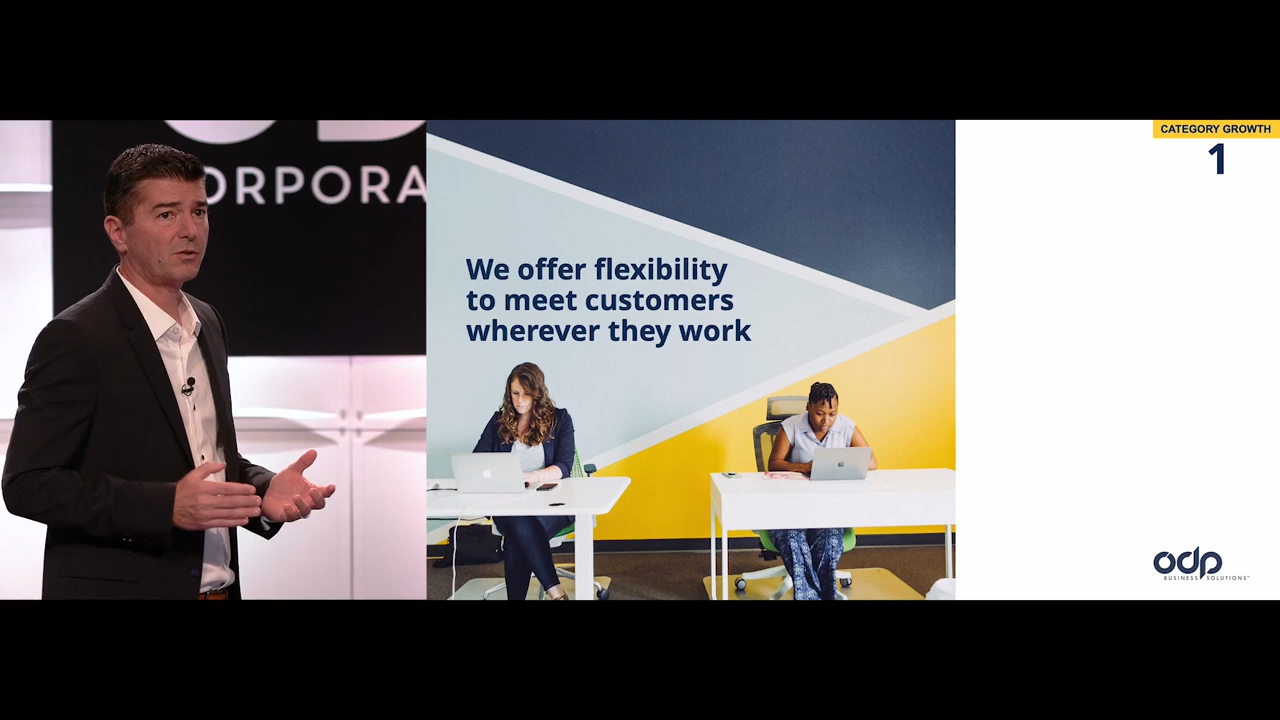 ORPORA
We offer flexibility
to meet customers
wherever they work
CATEGORY GROWTH
1
odp
BUSINESS SOLUTIONS